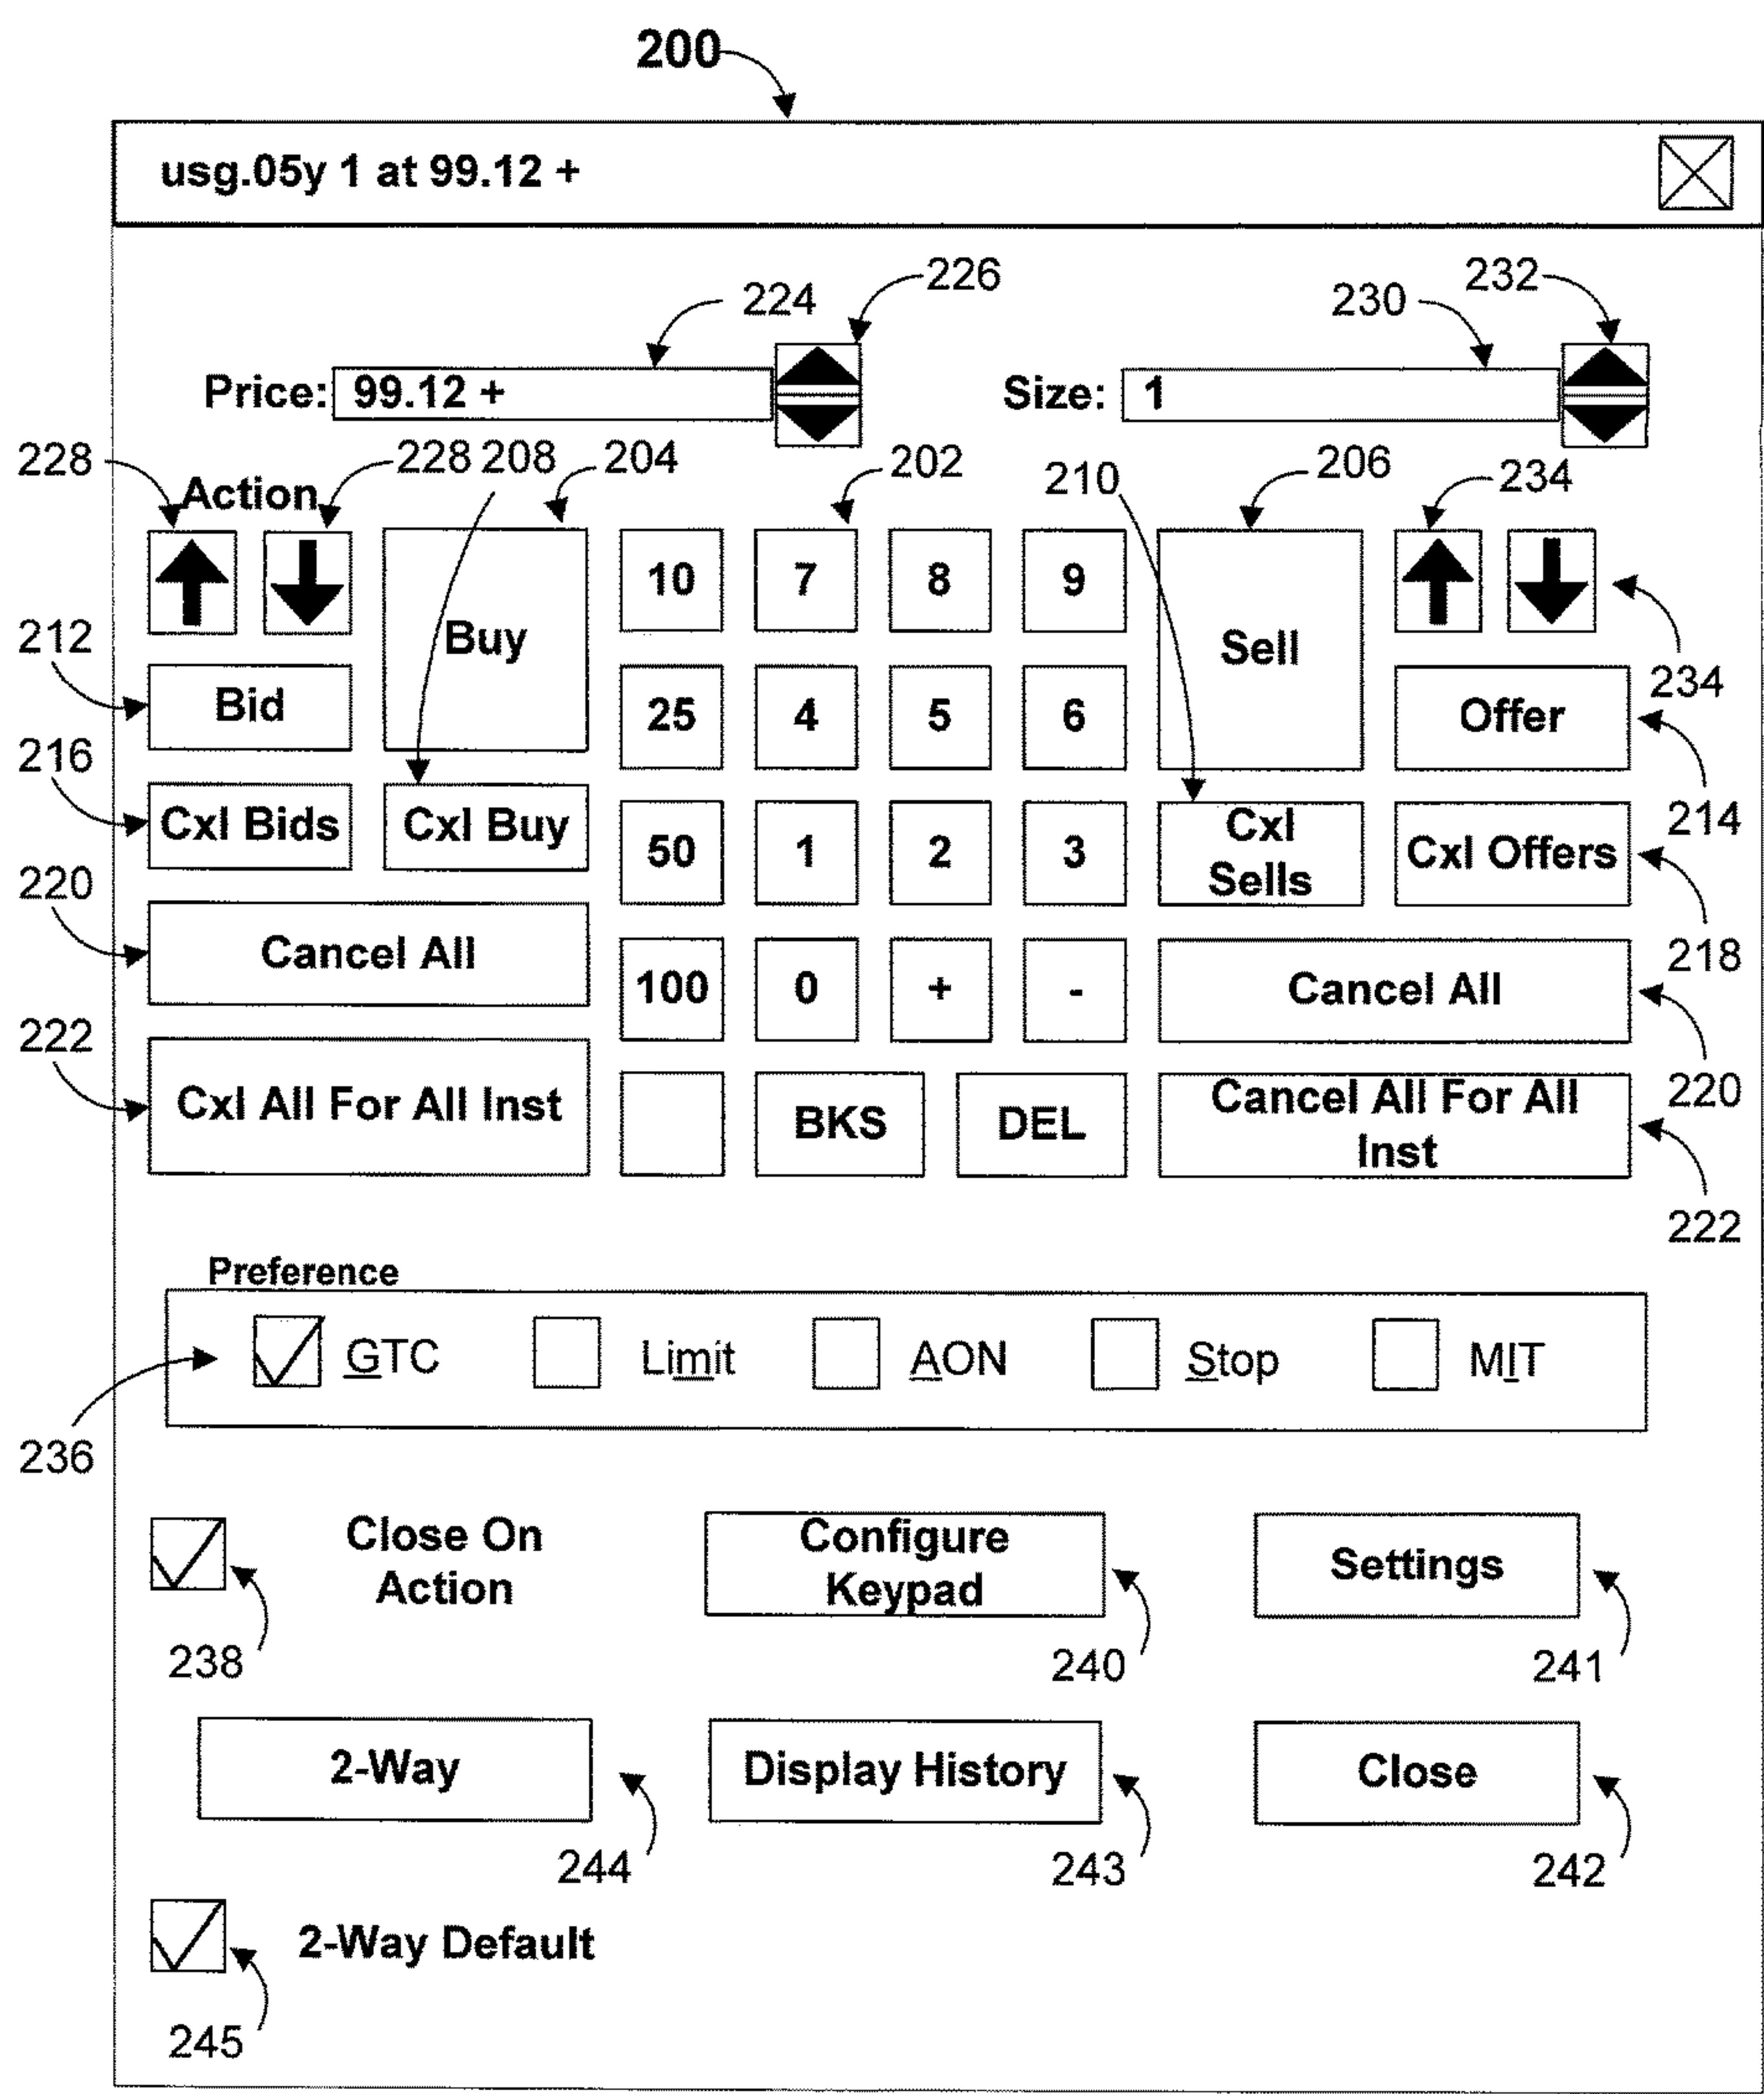 200
usg.05y 1 at 99.12 +
226
232
224
230
Price: 99.12 +
Size: 1
228
228 208
204
202
210
206
234
Action
10
7
8
9
Buy
Sell
212
234
Bid
25
4
5
6
Offer
216
214
Cxl Bids
Cxl Buy
50
1
2
3
Cxl
Sells
Cxl Offers
220
218
Cancel All
100
0
+
-
Cancel All
222
220
Cxl All For All Inst
BKS
DEL
Cancel All For All
Inst
222
Preference
GTC
Limit
AON
Stop
MIT
236
Close On
Action
Configure
Keypad
Settings
238
240
241
2-Way
Display History
Close
244
243
242
2-Way Default
245